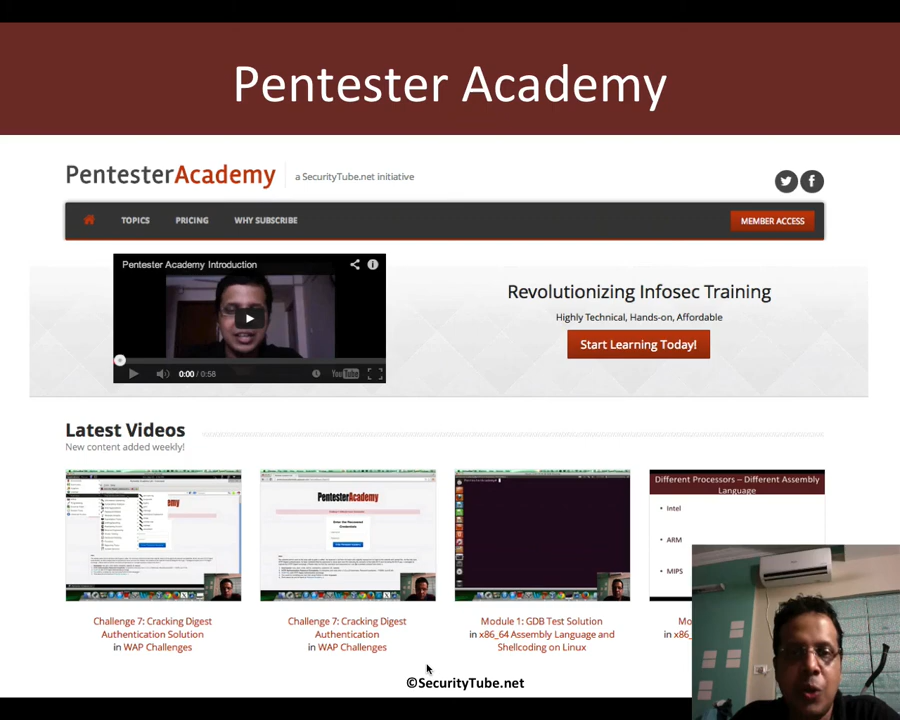 Pentester Academy
PentesterAcademy
a SecurityTube.net initiative
TOPICS
PRICING
WHY SUBSCRIBE
MEMBER ACCESS
Pentester Academy Introduction
0:00 / 0:58
YouTube
Revolutionizing Infosec Training
Highly Technical, Hands-on, Affordable
Start Learning Today!
Latest Videos
New content added weekly!
PentesterAcademy
Different Processors – Different Assembly
Language
• Intel
• ARM
• MIPS
Challenge 7: Cracking Digest
Authentication Solution
in WAP Challenges
Challenge 7: Cracking Digest
Authentication
in WAP Challenges
Module 1: GDB Test Solution
in x86_64 Assembly Language and
Shellcoding on Linux
©SecurityTube.net